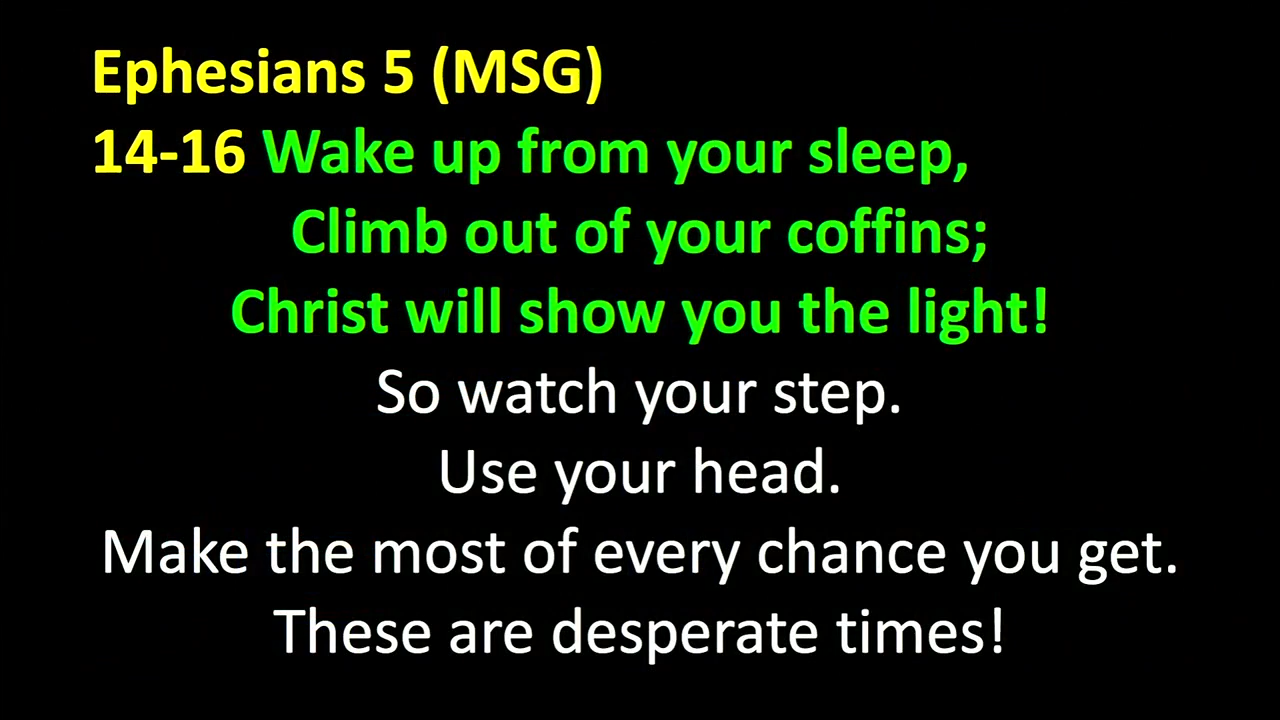 Ephesians 5 (MSG)
14-16 Wake up from your sleep,
Climb out of your coffins;
Christ will show you the light!
So watch your step.
Use your head.
Make the most of every chance you get.
These are desperate times!